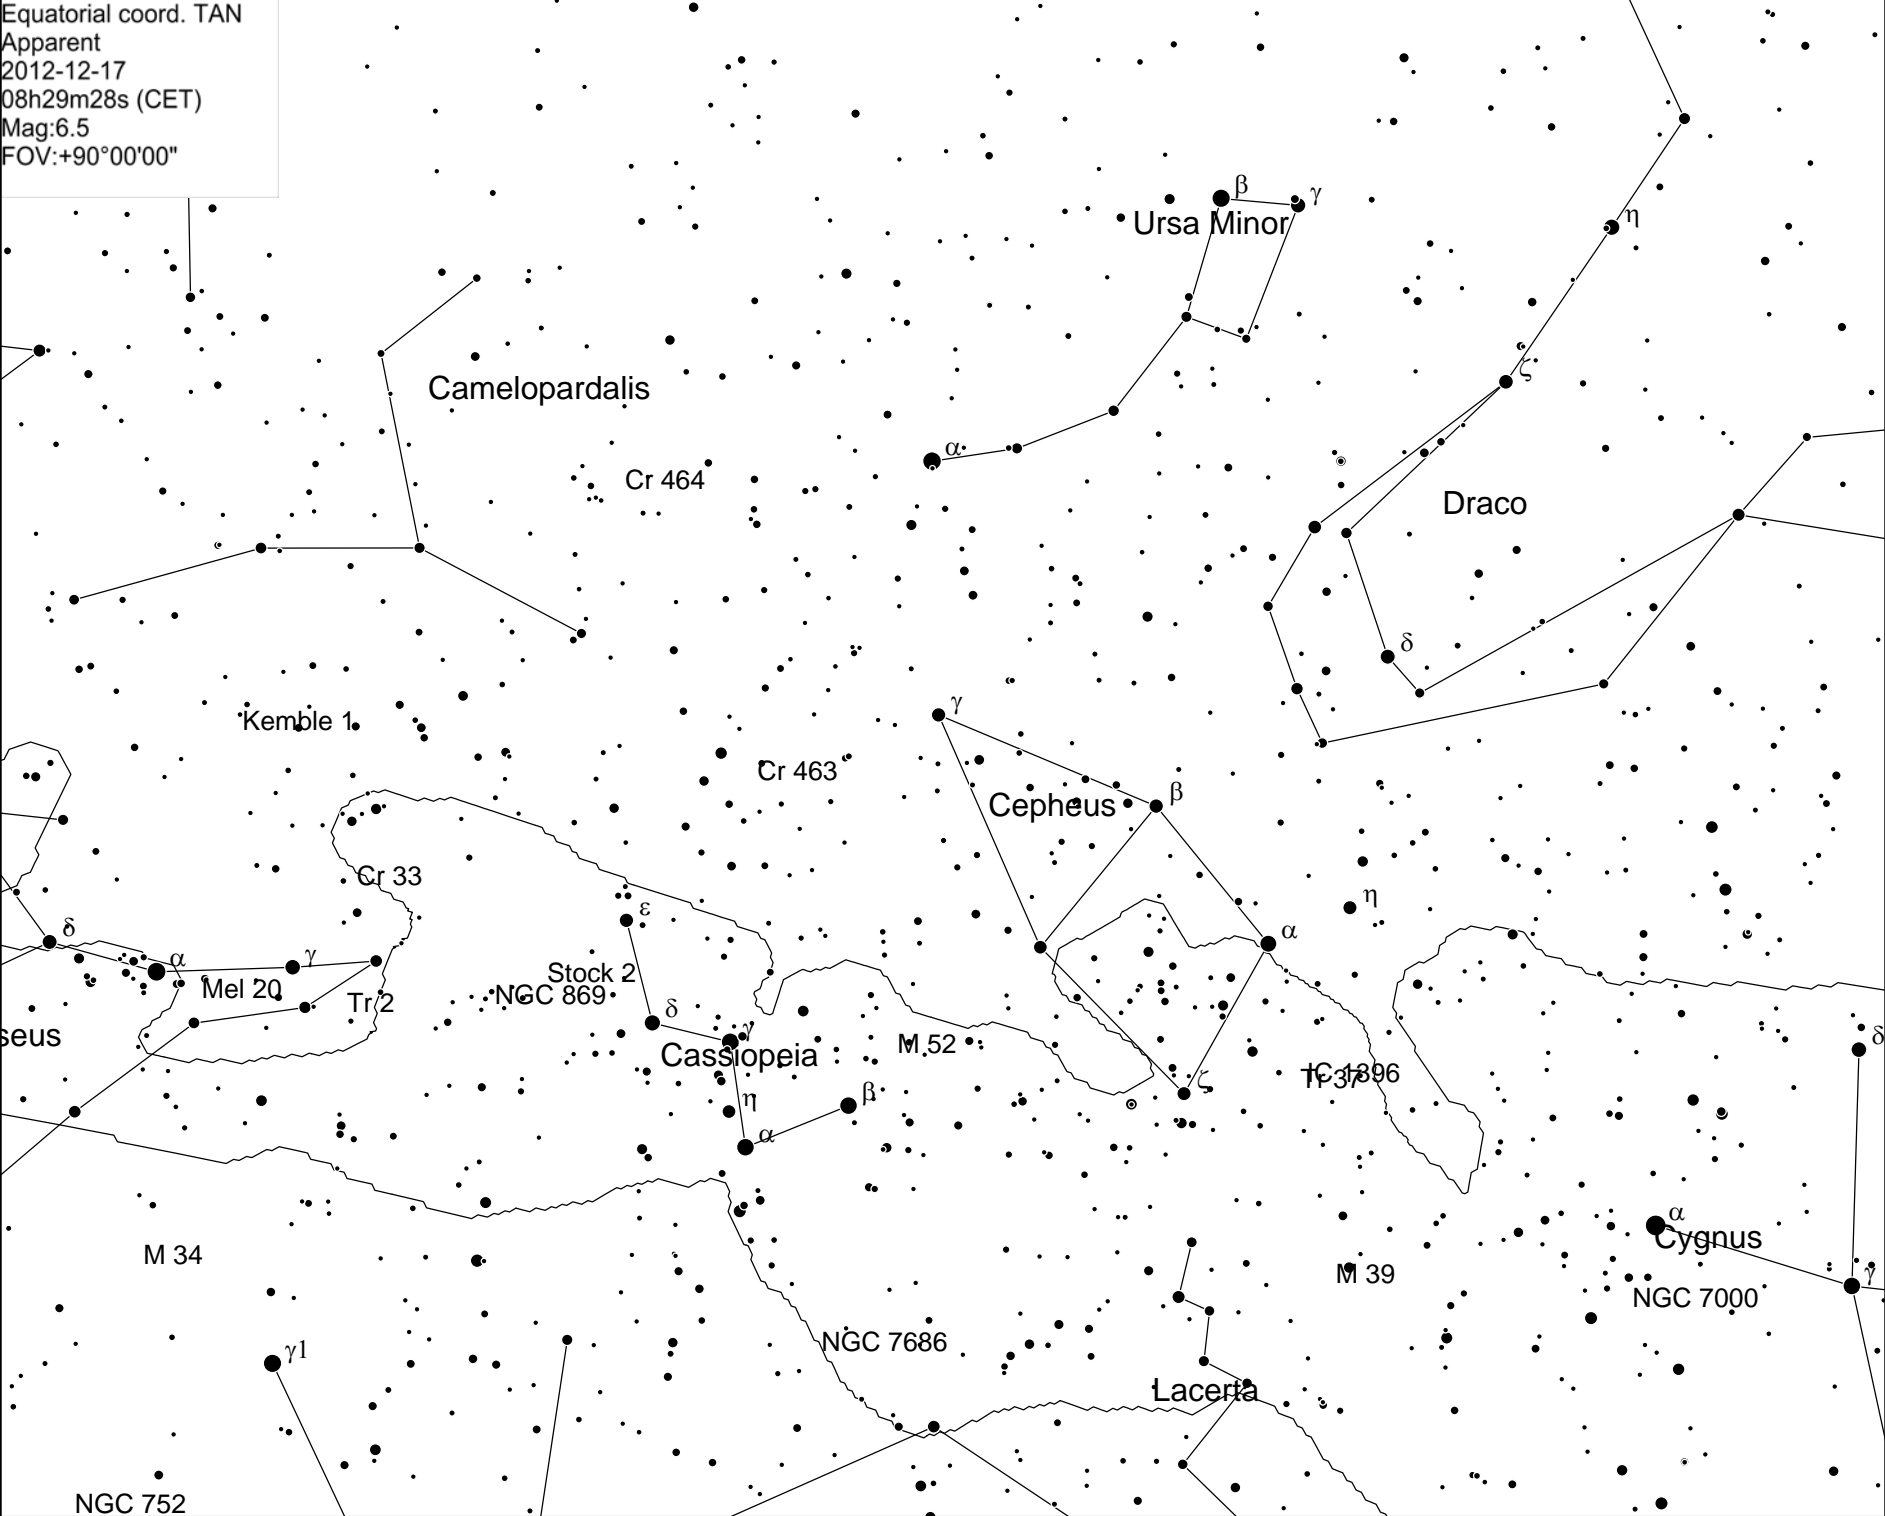 Equatorial coord. TAN
Apparent
2012-12-17
08h29m28s (CET)
Mag:6.5
FOV:+90°00'00"
β
γ
Ursa Minor
η
Camelopardalis
ζ
α
Cr 464
Draco
δ
γ
Kemble 1
Cr 463
β
Cepheus
Cr 33
ε
η
δ
α
γ
α
Stock 2
Mel 20
NGC 869
Tr 2
δ
γ
seus
M 52
Cassiopeia
δ
ζ
Tr 37
IC 1396
η
β
α
α
Cygnus
M 34
M 39
γ
NGC 7000
γ1
NGC 7686
Lacerta
NGC 752